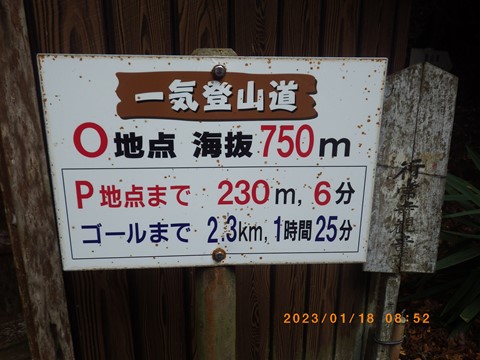 一気登山道
O地点 海抜750m
P地点まで 230m, 6分
ゴールまで 2.3km, 1時間25分
2023/01/18 08:52